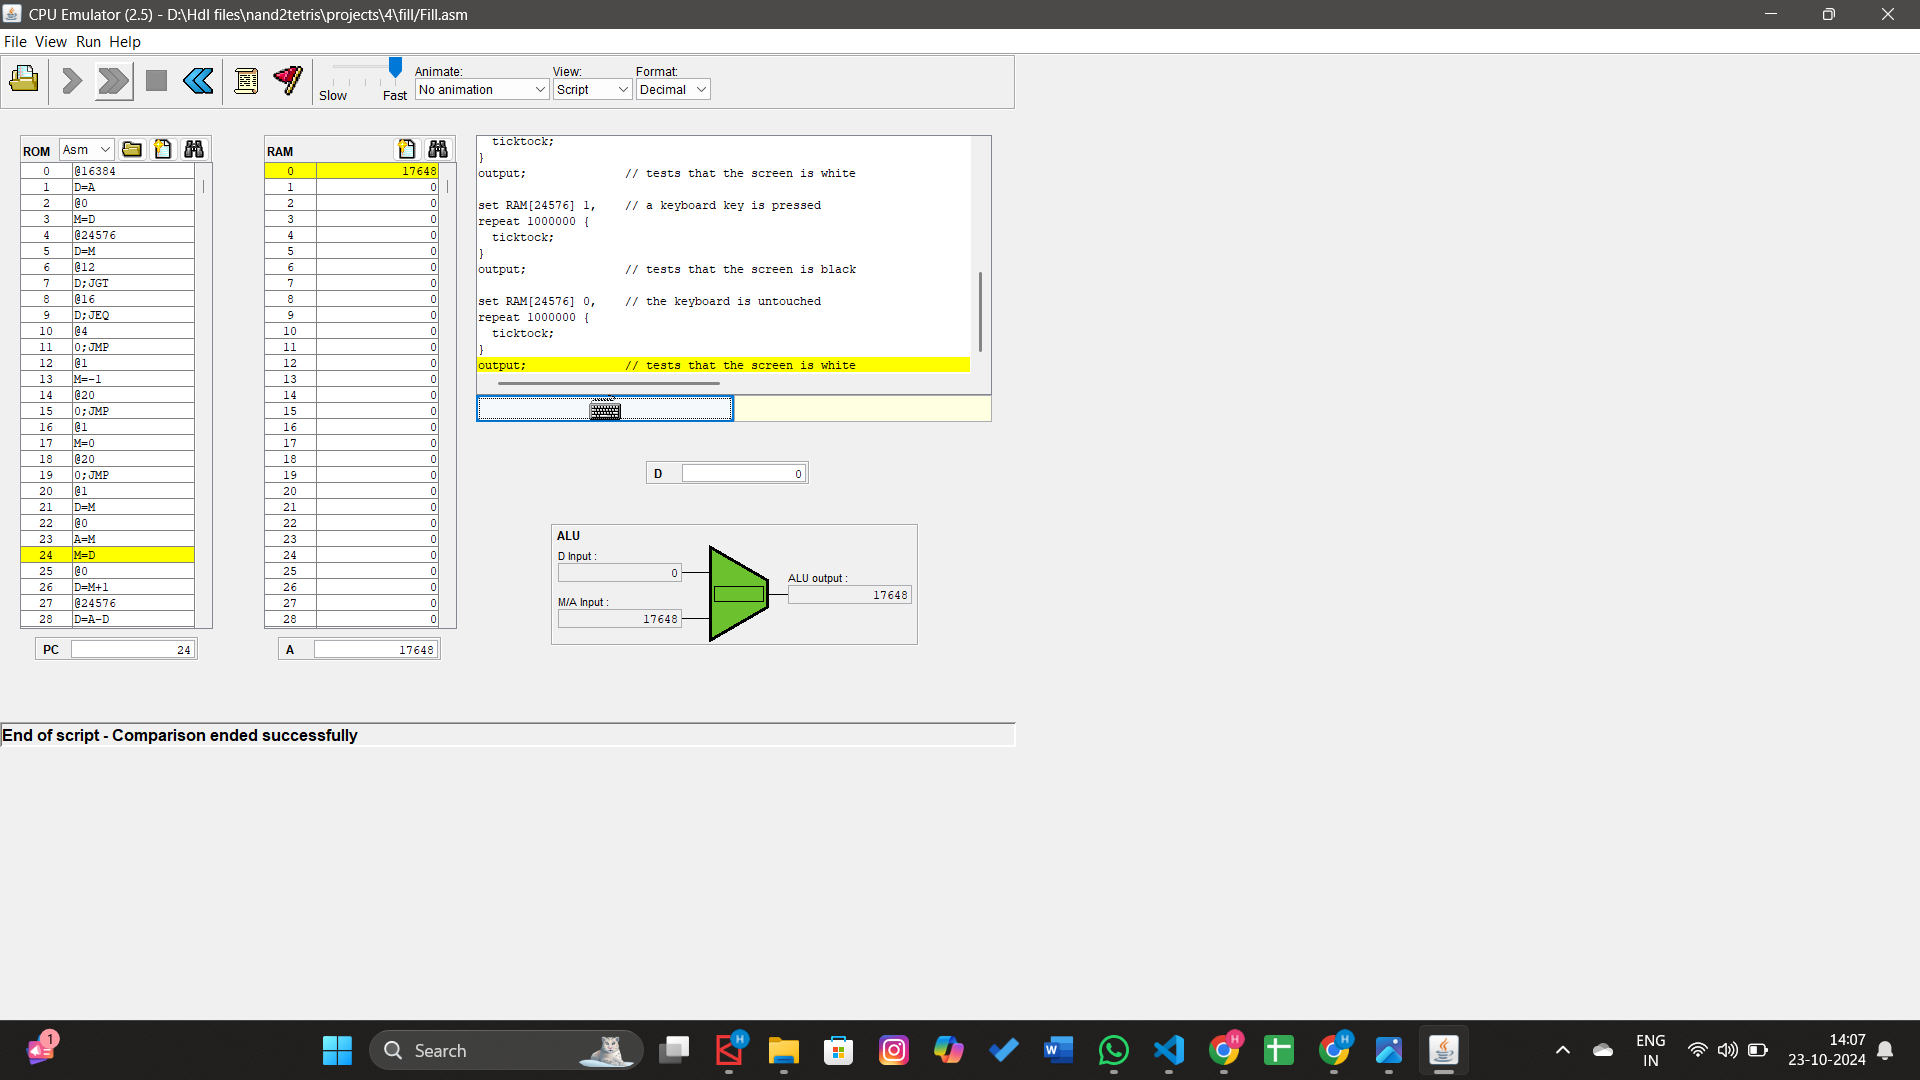 CPU Emulator (2.5) - D:\Hdl files\nand2tetris\projects\4\fill/Fill.asm
File View Run Help
Slow Fast
Animate:
No animation
View:
Script
Format:
Decimal
ROM Asm
0 @16384
1 D=A
2 @0
3 M=D
4 @24576
5 D=M
6 @12
7 D;JGT
8 @16
9 D;JEQ
10 @4
11 0;JMP
12 @1
13 M=-1
14 @20
15 0;JMP
16 @1
17 M=0
18 @20
19 0;JMP
20 @1
21 D=M
22 @0
23 A=M
24 M=D
25 @0
26 D=M+1
27 @24576
28 D=A-D
PC 24
RAM
0 17648
1 0
2 0
3 0
4 0
5 0
6 0
7 0
8 0
9 0
10 0
11 0
12 0
13 0
14 0
15 0
16 0
17 0
18 0
19 0
20 0
21 0
22 0
23 0
24 0
25 0
26 0
27 0
28 0
A 17648
ticktock;
}
output; // tests that the screen is white
set RAM[24576] 1, // a keyboard key is pressed
repeat 1000000 {
ticktock;
}
output; // tests that the screen is black
set RAM[24576] 0, // the keyboard is untouched
repeat 1000000 {
ticktock;
}
output; // tests that the screen is white
D 0
ALU
D Input :
0
M/A Input :
17648
ALU output :
17648
End of script - Comparison ended successfully
1
Search
H
H
H
ENG
IN
14:07
23-10-2024